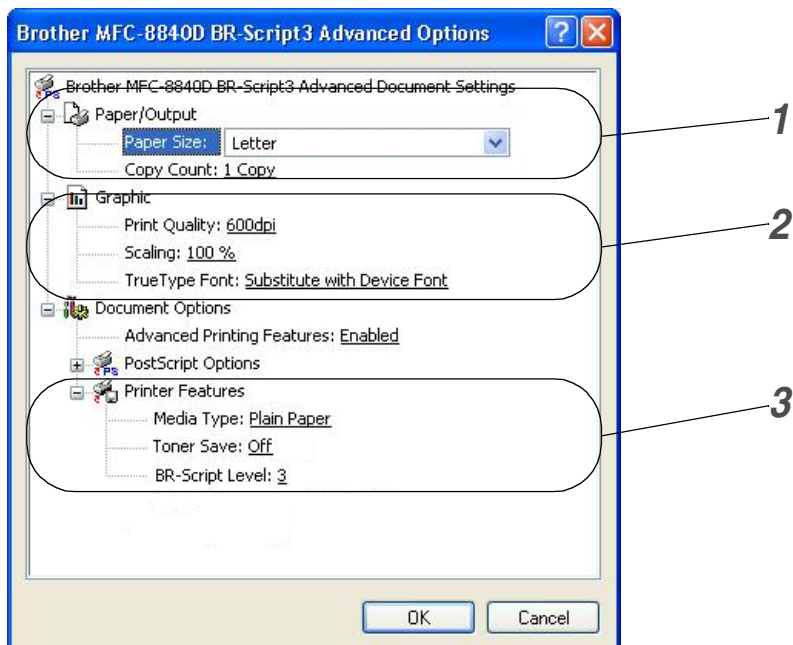 Brother MFC-8840D BR-Script3 Advanced Options
Brother MFC-8840D BR-Script3 Advanced Document Settings
Paper/Output
Paper Size: Letter
Copy Count: 1 Copy
1
Graphic
Print Quality: 600dpi
Scaling: 100 %
TrueType Font: Substitute with Device Font
2
Document Options
Advanced Printing Features: Enabled
PostScript Options
Printer Features
Media Type: Plain Paper
Toner Save: Off
BR-Script Level: 3
3
OK Cancel